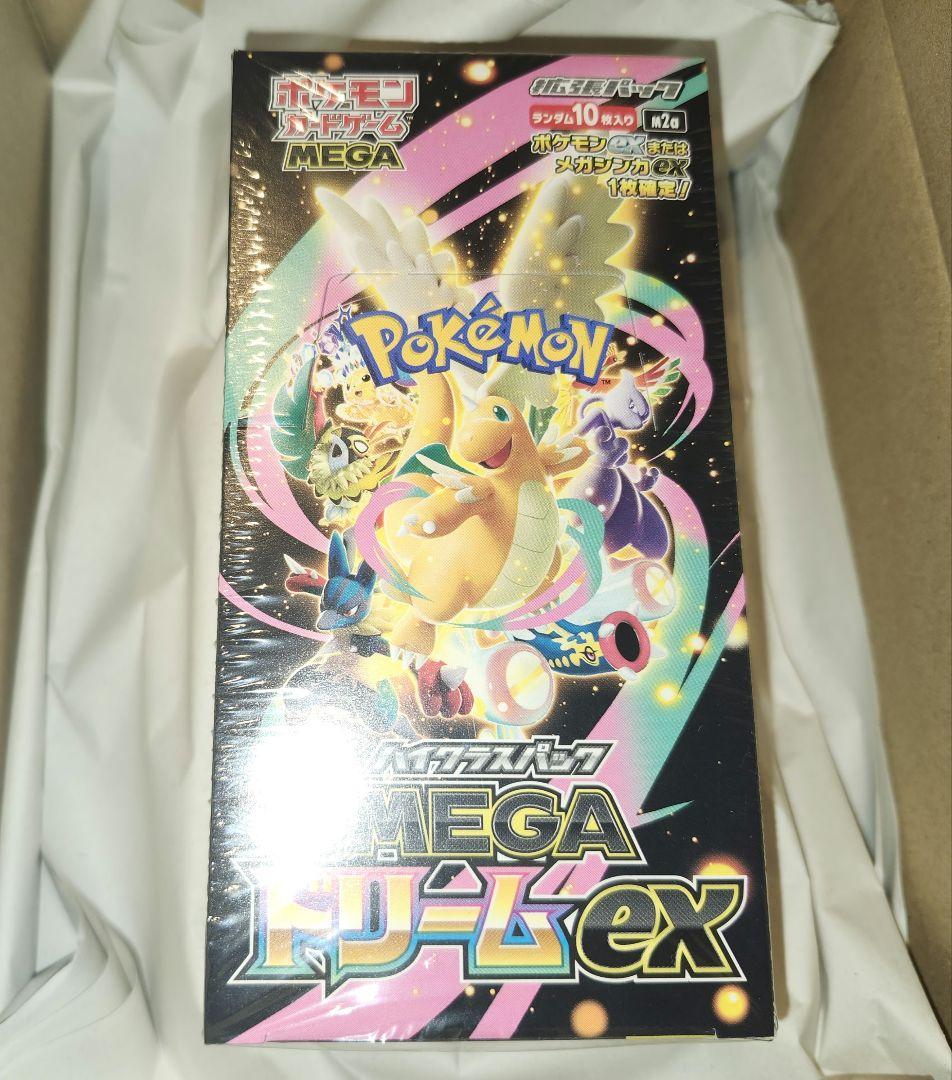 ポケモン
カードゲーム
MEGA
拡張パック
ランダム10枚入り M2a
ポケモンexまたは
メガシンカex
1枚確定!
POKÉMON
TM
ハイクラスパック
MEGA
ドリームex